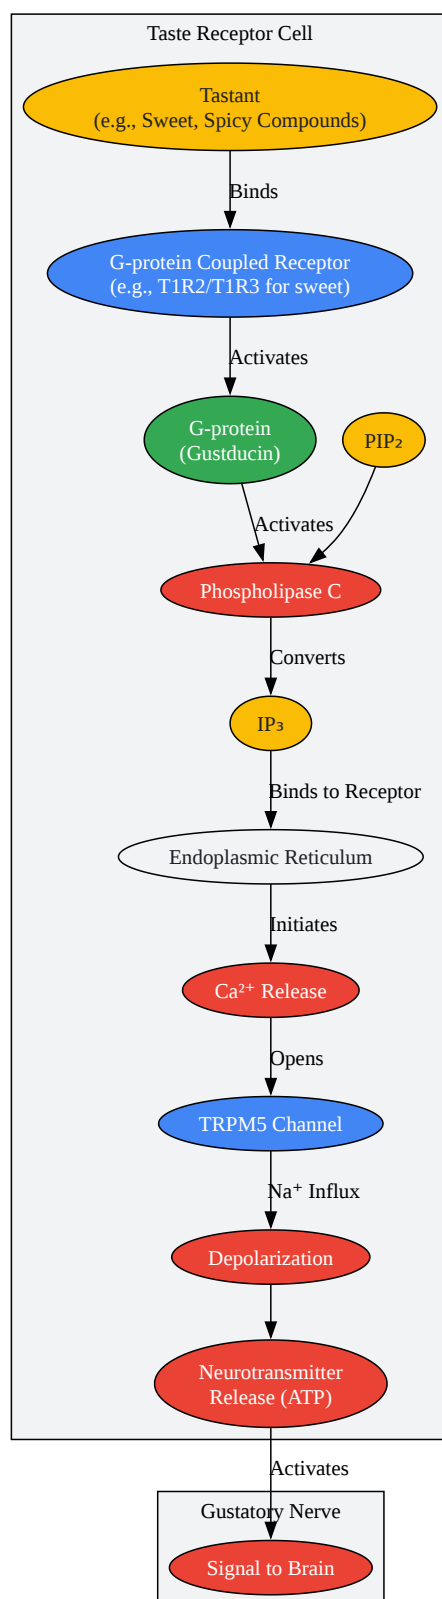 Taste Receptor Cell
Tastant
(e.g., Sweet, Spicy Compounds)
Binds
G-protein Coupled Receptor
(e.g., T1R2/T1R3 for sweet)
Activates
G-protein
(Gustducin)
PIP₂
Activates
Phospholipase C
Converts
IP₃
Binds to Receptor
Endoplasmic Reticulum
Initiates
Ca²⁺ Release
Opens
TRPM5 Channel
Na⁺ Influx
Depolarization
Neurotransmitter
Release (ATP)
Activates
Gustatory Nerve
Signal to Brain